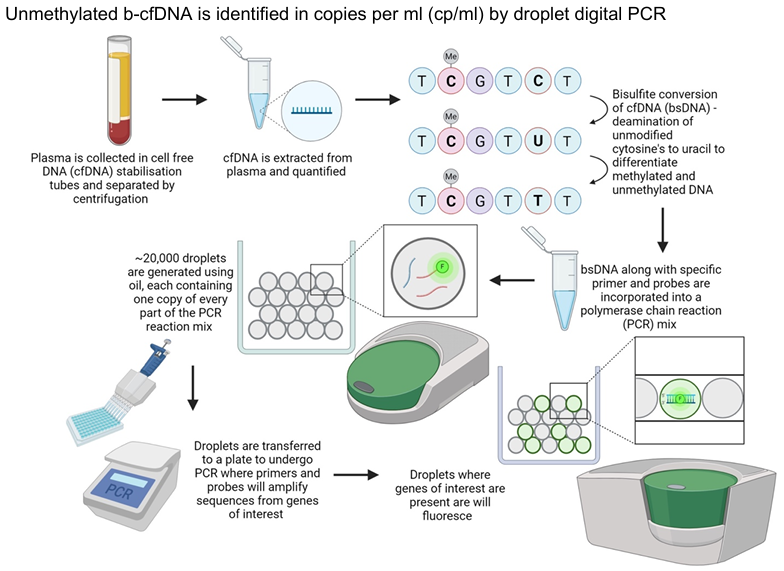 Unmethylated b-cfDNA is identified in copies per ml (cp/ml) by droplet digital PCR
Plasma is collected in cell free
DNA (cfDNA) stabilisation
tubes and separated by
centrifugation
cfDNA is extracted from
plasma and quantified
Me
T C G T C T
Me
T C G T U T
Me
T C G T T T
Bisulfite conversion
of cfDNA (bsDNA) -
deamination of
unmodified
cytosine's to uracil to
differentiate
methylated and
unmethylated DNA
bsDNA along with specific
primer and probes are
incorporated into a
polymerase chain reaction
(PCR) mix
F
~20,000 droplets
are generated using
oil, each containing
one copy of every
part of the PCR
reaction mix
Droplets are transferred
to a plate to undergo
PCR where primers and
probes will amplify
sequences from genes
of interest
PCR
Droplets where
genes of interest are
present are will
fluoresce
F